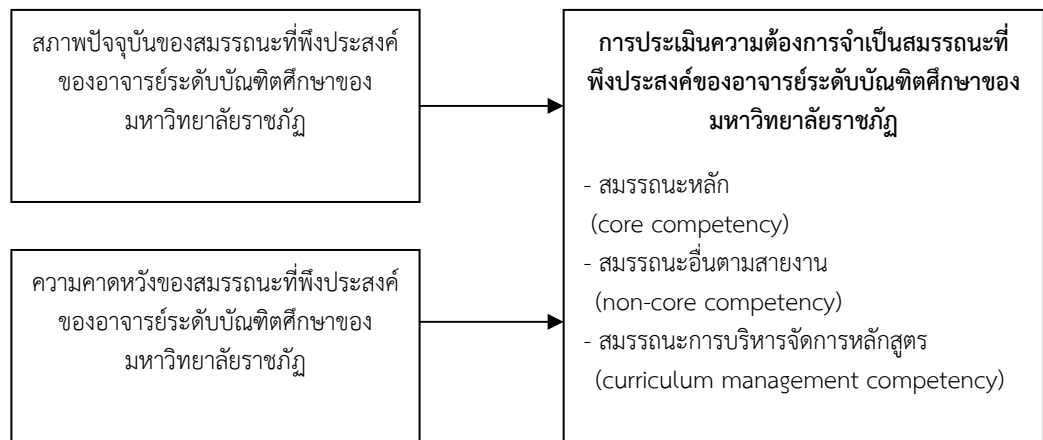 สภาพปัจจุบันของสมรรถนะที่พึงประสงค์
ของอาจารย์ระดับบัณฑิตศึกษาของ
มหาวิทยาลัยราชภัฏ
ความคาดหวังของสมรรถนะที่พึงประสงค์
ของอาจารย์ระดับบัณฑิตศึกษาของ
มหาวิทยาลัยราชภัฏ
การประเมินความต้องการจำเป็นสมรรถนะที่
พึงประสงค์ของอาจารย์ระดับบัณฑิตศึกษาของ
มหาวิทยาลัยราชภัฏ
- สมรรถนะหลัก
(core competency)
- สมรรถนะอื่นตามสายงาน
(non-core competency)
- สมรรถนะการบริหารจัดการหลักสูตร
(curriculum management competency)